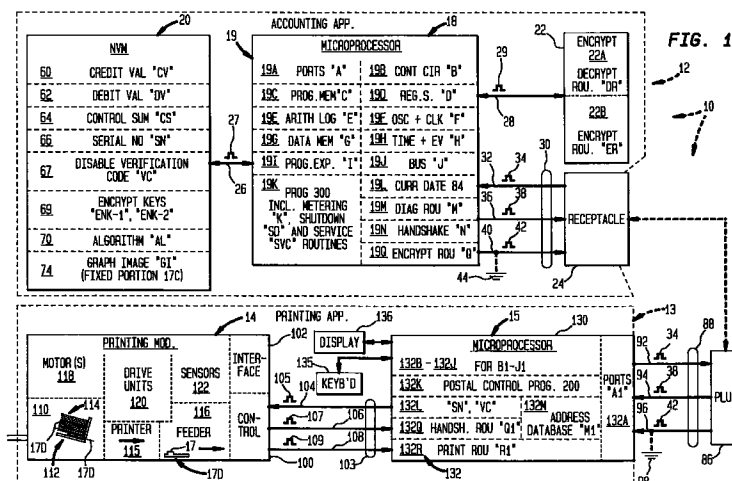 ACCOUNTING APP.
FIG. 1
20
NVM
60 CREDIT VAL "CV"
62 DEBIT VAL "DV"
64 CONTROL SUM "CS"
66 SERIAL NO "SN"
67 DISABLE VERIFICATION CODE "VC"
69 ENCRYPT KEYS "ENK-1", "ENK-2"
70 ALGORITHM "AL"
74 GRAPH IMAGE "GI" (FIXED PORTION 17C)
27
26
19
18
MICROPROCESSOR
19A PORTS "A"
19B CONT CIR "B"
19C PROG.MEM"C"
19D REG.S. "D"
19E ARITH LOG "E"
19F OSC + CLK "F"
19G DATA MEM "G"
19H TIME + EV "H"
19I PROG.EXP. "I"
19J BUS "J"
19K PROG 300 INCL. METERING "K", SHUTDOWN "SD" AND SERVICE "SVC" ROUTINES
19L CURR DATE 84
19M DIAG ROU "M"
19N HANDSHAKE "N"
19O ENCRYPT ROU "O"
29
28
22
ENCRYPT
22A
DECRYPT ROU. "DR"
22B
ENCRYPT ROU. "ER"
12
10
32
34
30
36
38
40
42
44
RECEPTACLE
24
PRINTING APP.
13
14
PRINTING MOD.
102
MOTOR(S) 118
DRIVE UNITS 120
SENSORS 122
INTERFACE
110
114
17D
17D
112
PRINTER 115
116
FEEDER
17
17D
CONTROL
100
105
104
107
106
109
108
103
DISPLAY
136
135
KEYB'D
15
130
MICROPROCESSOR
132B - 132J FOR B1-J1
132K POSTAL CONTROL PROG. 200
132L "SN", VC"
132M ADDRESS DATABASE "M1"
132Q HANDSH. ROU "Q1"
132R PRINT ROU "R1"
132
PORTS "A1"
132A
92
34
88
94
38
96
42
98
PLU
86